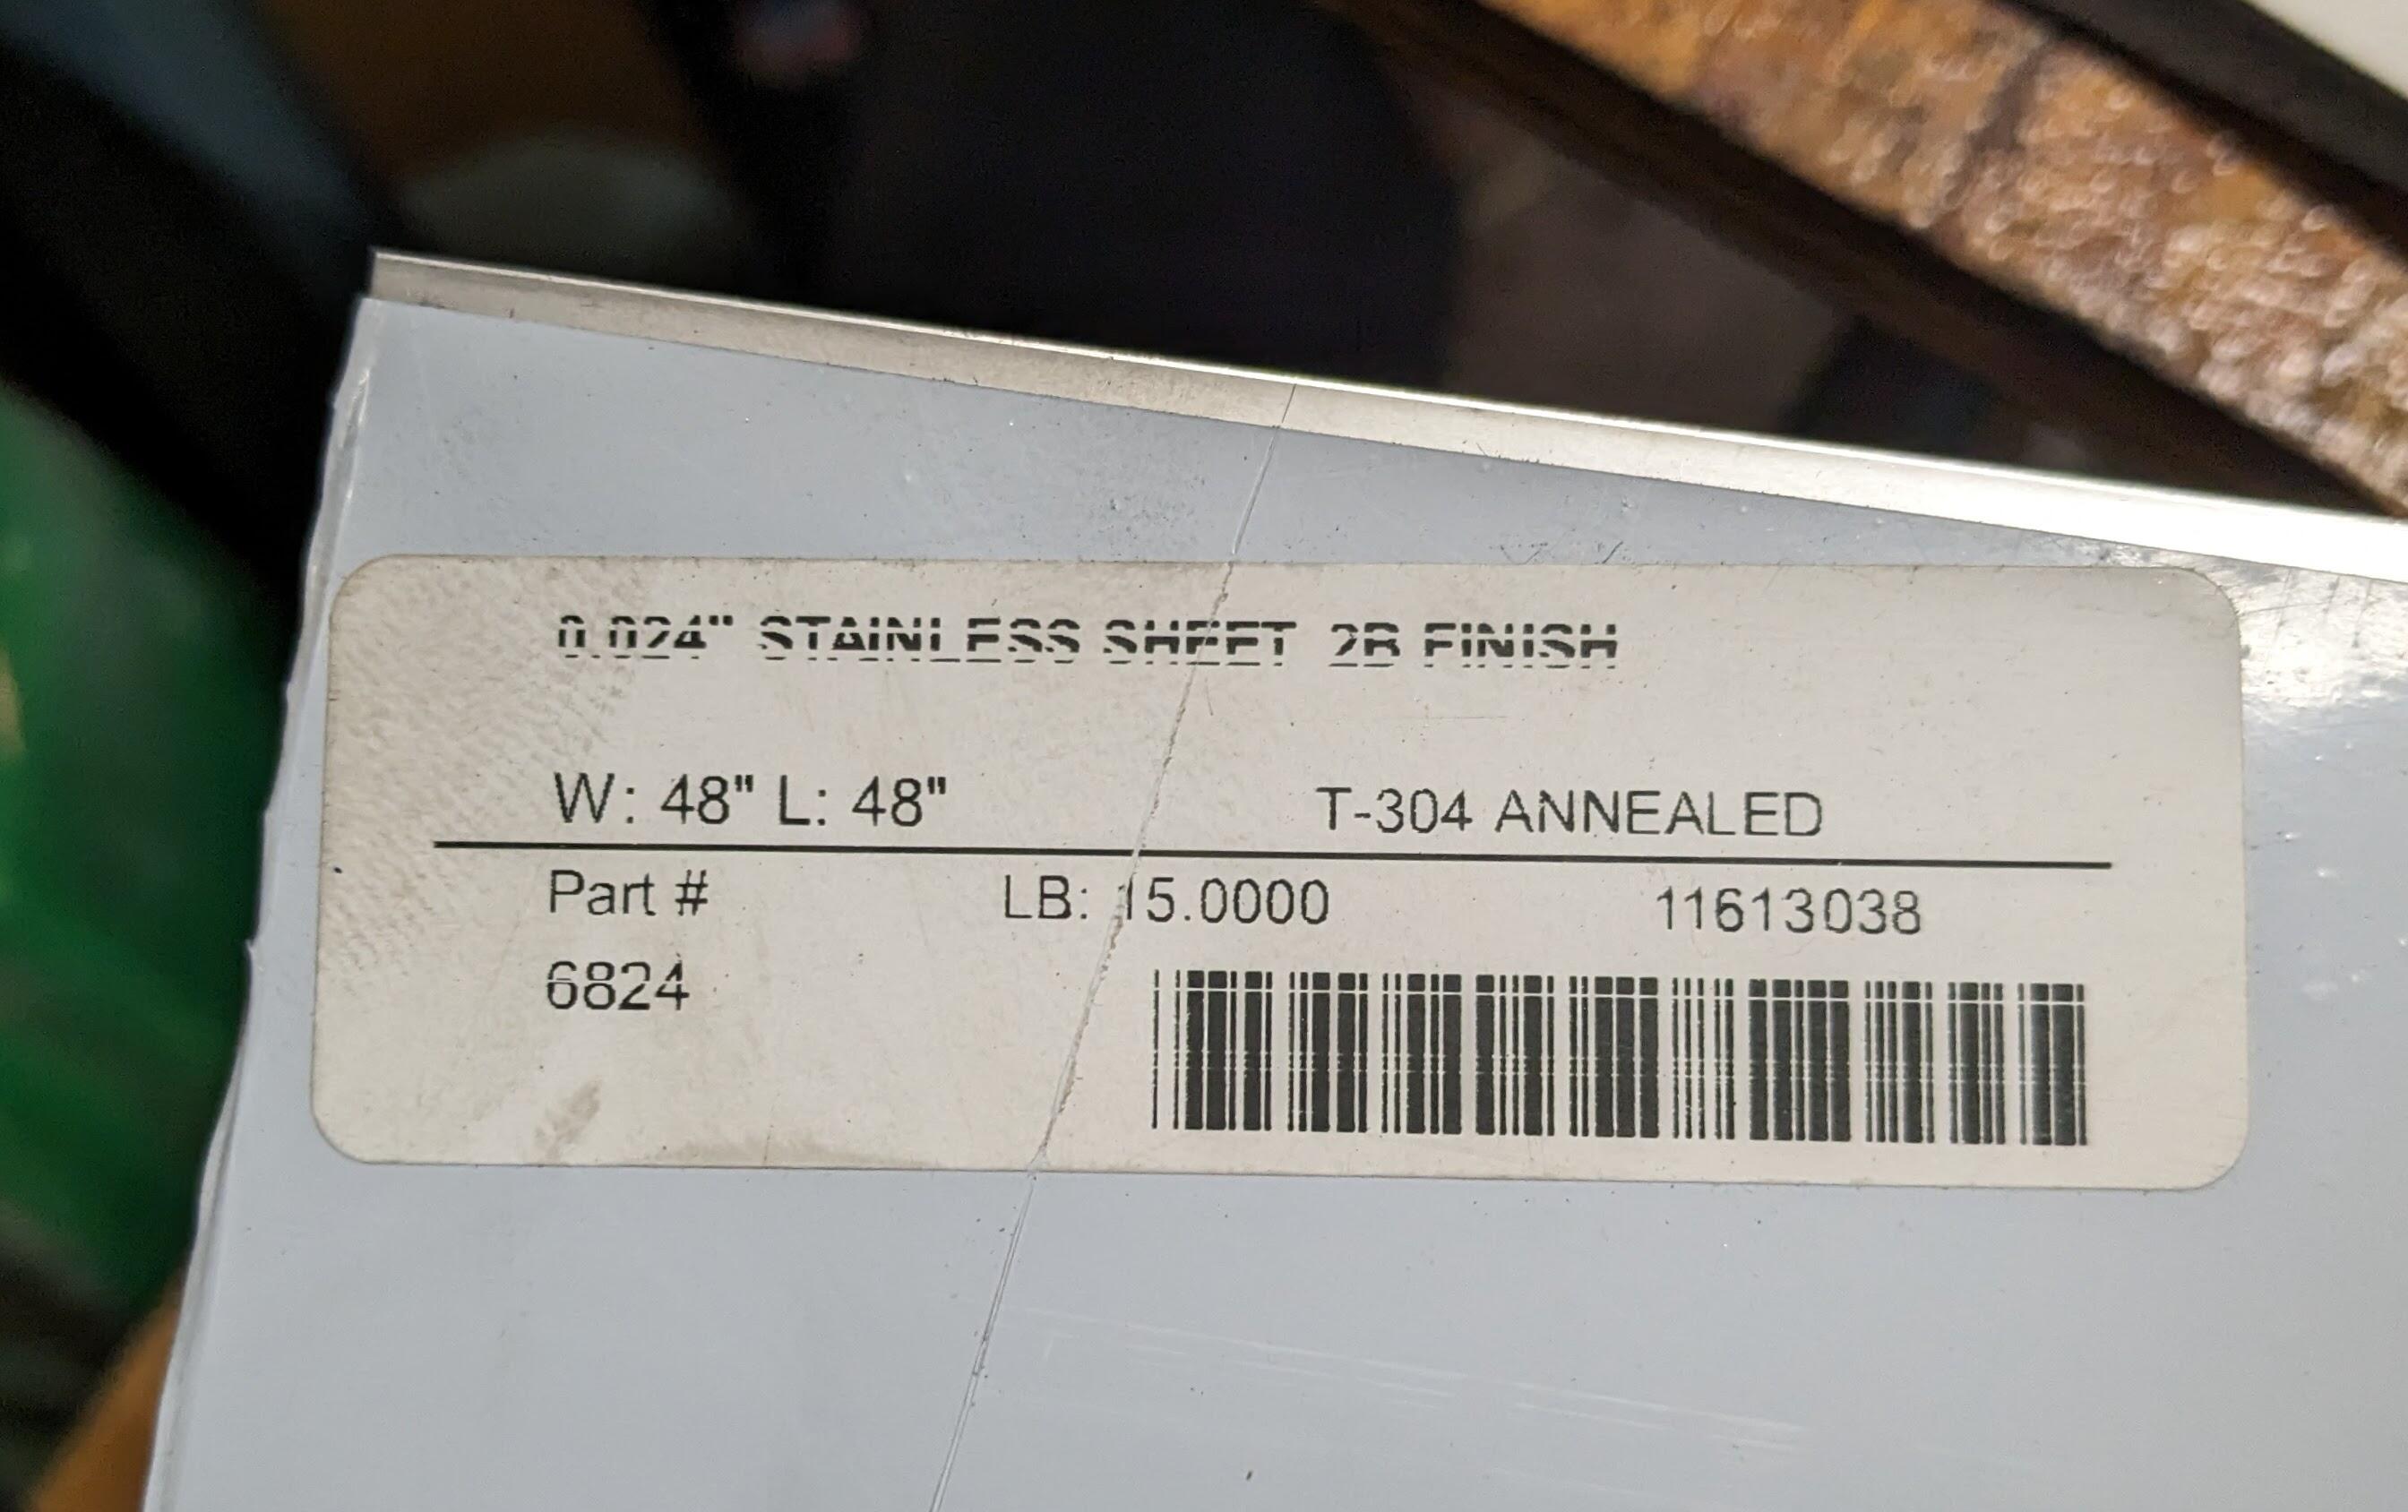 0.024" STAINLESS SHEET 2B FINISH
W: 48" L: 48" T-304 ANNEALED
Part # LB: 15.0000 11613038
6824